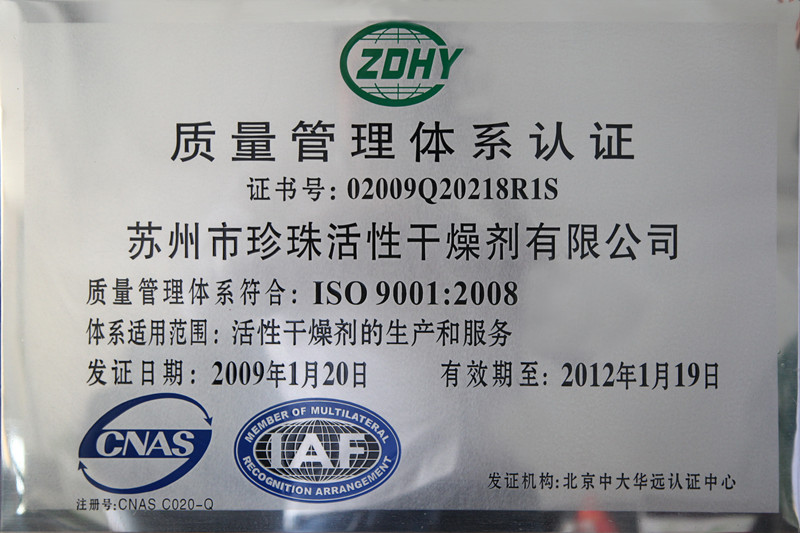 ZDHY
质量管理体系认证
证书号: 02009Q20218R1S
苏州市珍珠活性干燥剂有限公司
质量管理体系符合: ISO 9001:2008
体系适用范围: 活性干燥剂的生产和服务
发证日期: 2009年1月20日 有效期至: 2012年1月19日
CNAS
MEMBER OF MULTILATERAL
IAF
RECOGNITION ARRANGEMENT
注册号: CNAS C020-Q
发证机构: 北京中大华远认证中心